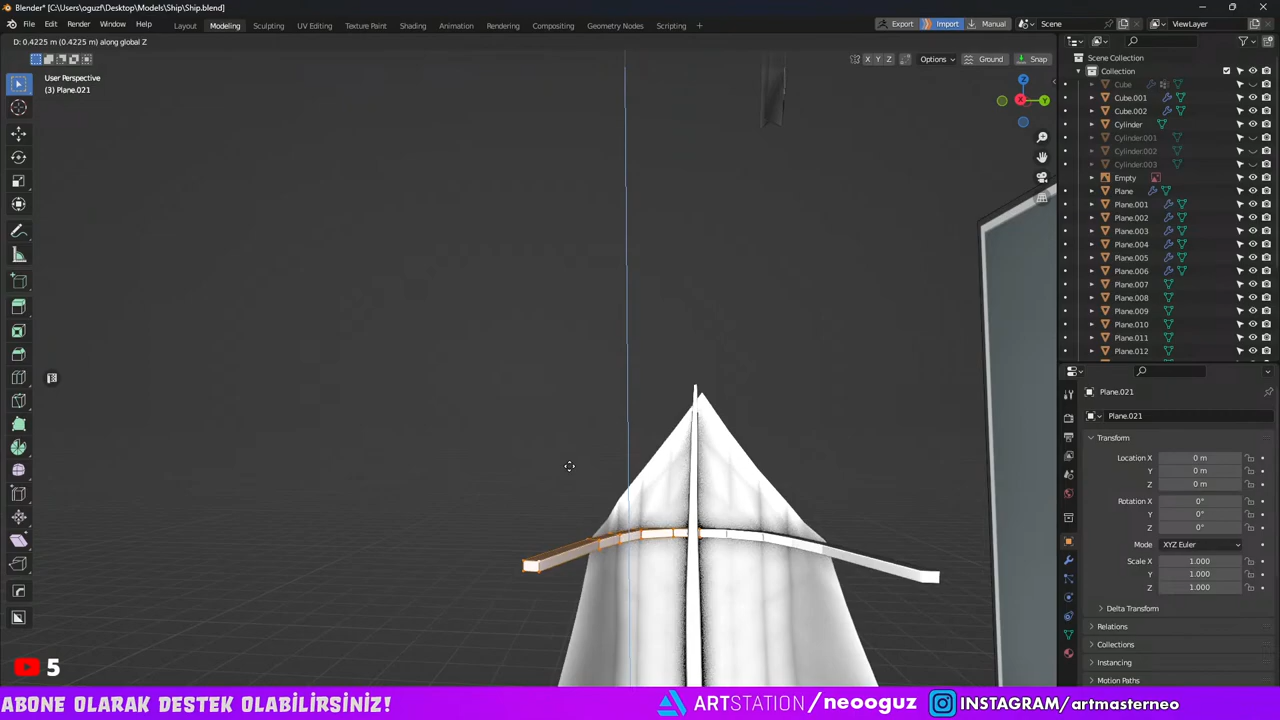 Blender* [C:\Users\oguzf\Desktop\Models\Ship\Ship.blend]
File Edit Render Window Help Layout Modeling Sculpting UV Editing Texture Paint Shading Animation Rendering Compositing Geometry Nodes Scripting + Export Import Manual Scene ViewLayer
D: 0.4225 m (0.4225 m) along global Z
X Y Z Options Ground Snap
User Perspective
(3) Plane.021
Z
X Y
Scene Collection
Collection
Cube
Cube.001
Cube.002
Cylinder
Cylinder.001
Cylinder.002
Cylinder.003
Empty
Plane
Plane.001
Plane.002
Plane.003
Plane.004
Plane.005
Plane.006
Plane.007
Plane.008
Plane.009
Plane.010
Plane.011
Plane.012
Plane.021
Plane.021
Transform
Location X 0 m
Y 0 m
Z 0 m
Rotation X 0°
Y 0°
Z 0°
Mode XYZ Euler
Scale X 1.000
Y 1.000
Z 1.000
Delta Transform
Relations
Collections
Instancing
Motion Paths
5
ABONE OLARAK DESTEK OLABİLİRSİNİZ!
ARTSTATION/neooguz
INSTAGRAM/artmasterneo